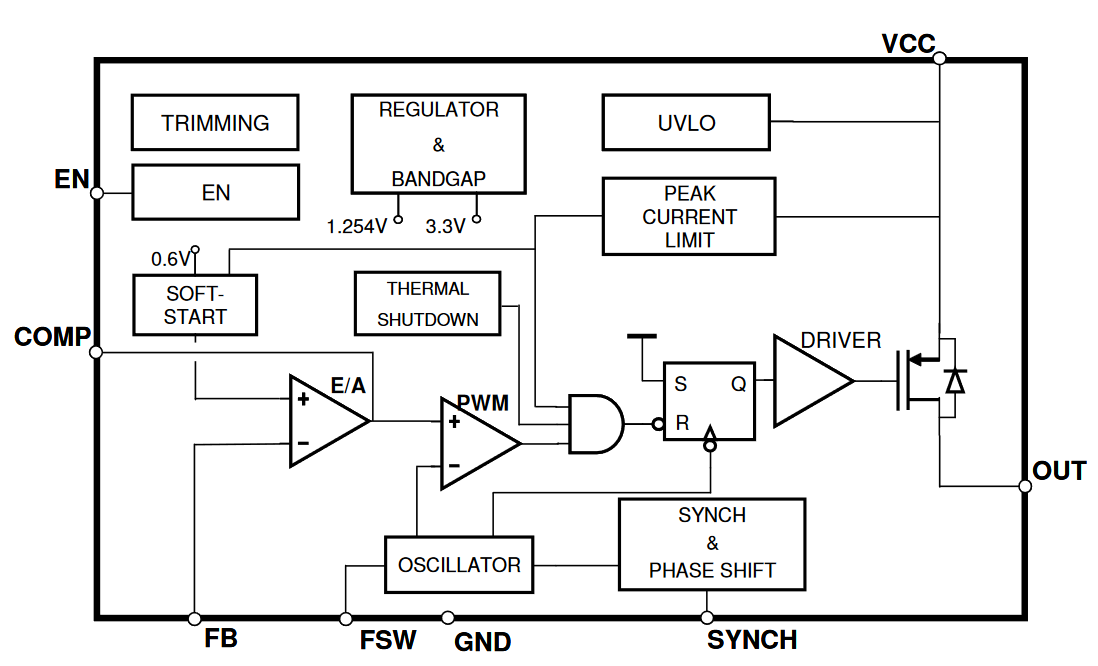 VCC
TRIMMING
REGULATOR
&
BANDGAP
UVLO
EN
EN
PEAK
CURRENT
LIMIT
1.254V
3.3V
0.6V
SOFT-
START
THERMAL
SHUTDOWN
COMP
DRIVER
E/A
+
-
PWM
+
-
S
Q
R
OUT
SYNCH
&
PHASE SHIFT
OSCILLATOR
FB
FSW
GND
SYNCH